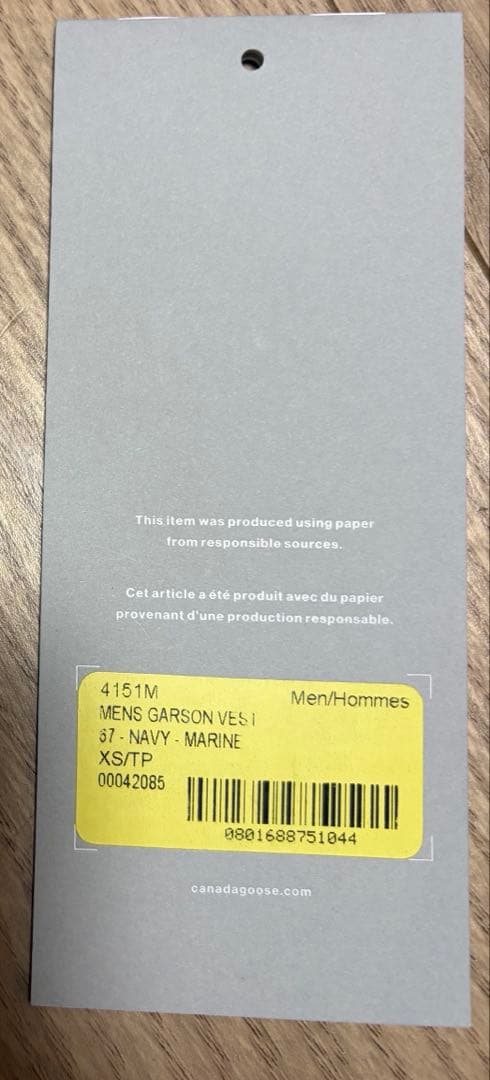 This item was produced using paper
from responsible sources.
Cet article a été produit avec du papier
provenant d'une production responsable.
4151M
Men/Hommes
MENS GARSON VEST
67 - NAVY - MARINE
XS/TP
00042085
0801688751044
canadagoose.com